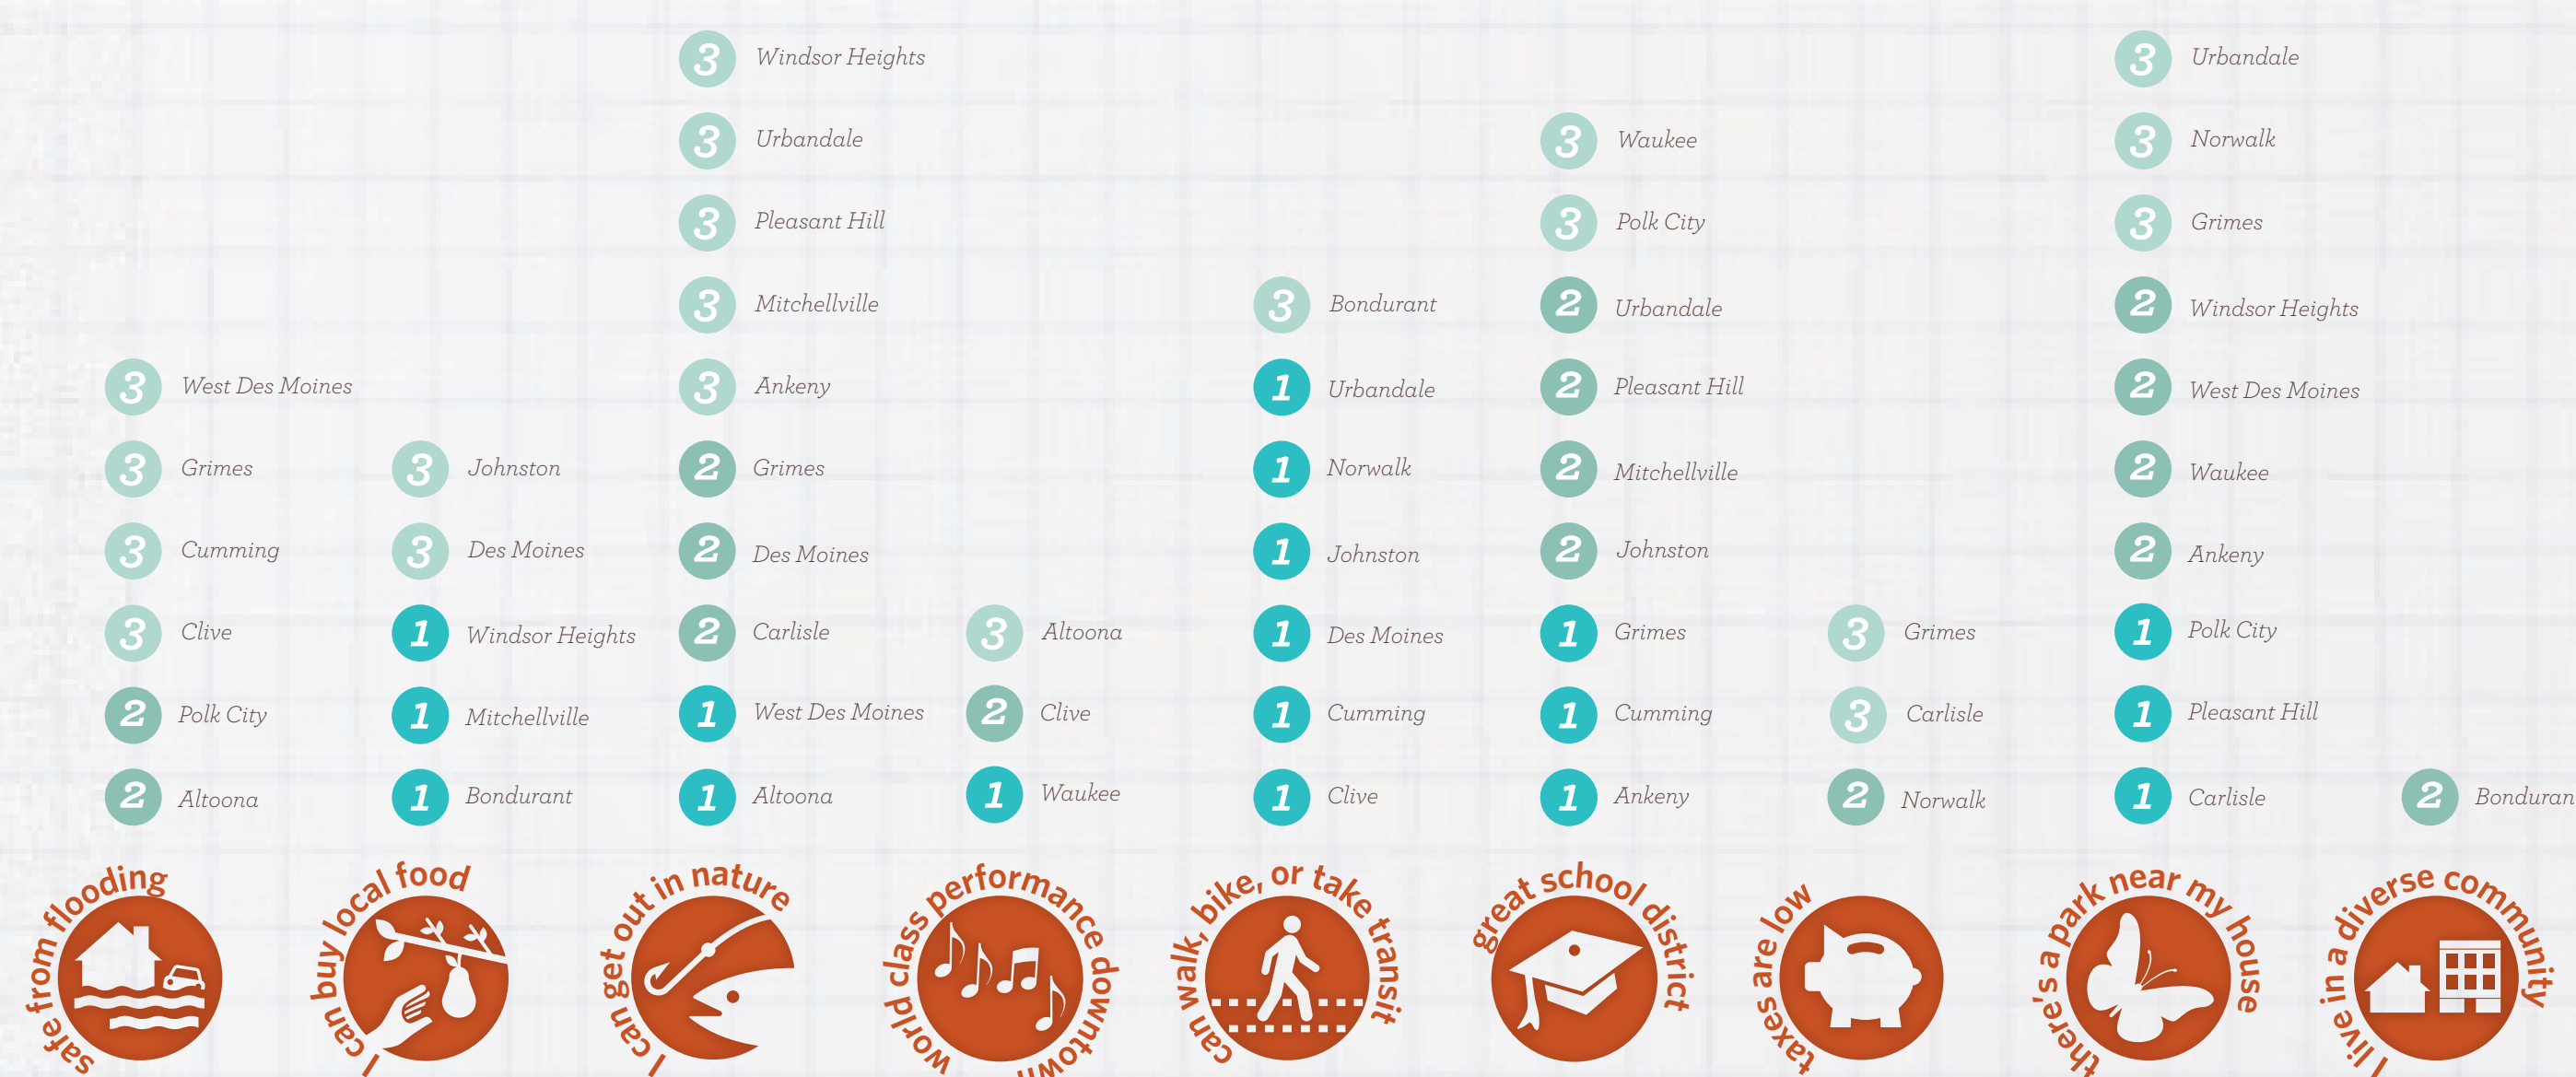 3 West Des Moines
3 Grimes
3 Cumming
3 Clive
2 Polk City
2 Altoona
safe from flooding
3 Johnston
3 Des Moines
1 Windsor Heights
1 Mitchellville
1 Bondurant
I can buy local food
3 Windsor Heights
3 Urbandale
3 Pleasant Hill
3 Mitchellville
3 Ankeny
2 Grimes
2 Des Moines
2 Carlisle
1 West Des Moines
1 Altoona
I can get out in nature
3 Altoona
2 Clive
1 Waukee
world class performance downtown
3 Bondurant
1 Urbandale
1 Norwalk
1 Johnston
1 Des Moines
1 Cumming
1 Clive
can walk, bike, or take transit
3 Waukee
3 Polk City
2 Urbandale
2 Pleasant Hill
2 Mitchellville
2 Johnston
1 Grimes
1 Cumming
1 Ankeny
great school district
3 Grimes
3 Carlisle
2 Norwalk
taxes are low
3 Urbandale
3 Norwalk
3 Grimes
2 Windsor Heights
2 West Des Moines
2 Waukee
2 Ankeny
1 Polk City
1 Pleasant Hill
1 Carlisle
there's a park near my house
2 Bonduran
I live in a diverse community